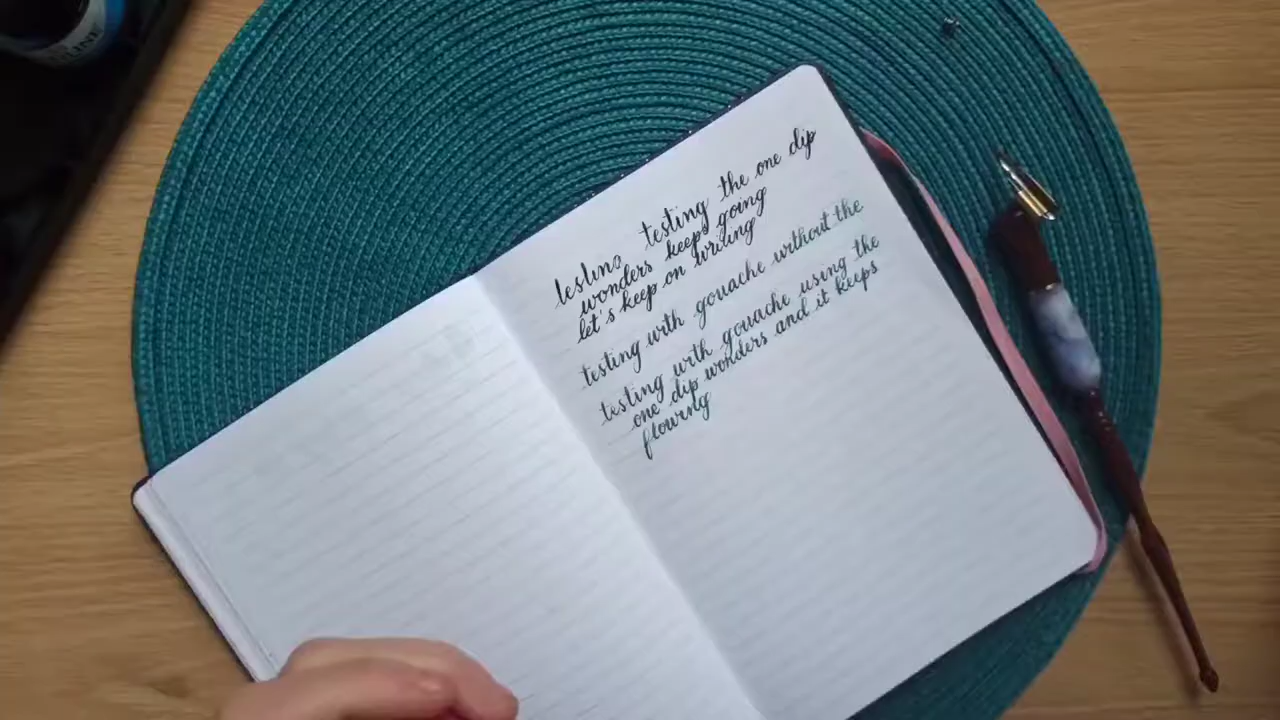 testing testing the one dip
wonders keeps going
let's keep on writing
testing with gouache without the
testing with gouache using the
one dip wonders and it keeps
flowing